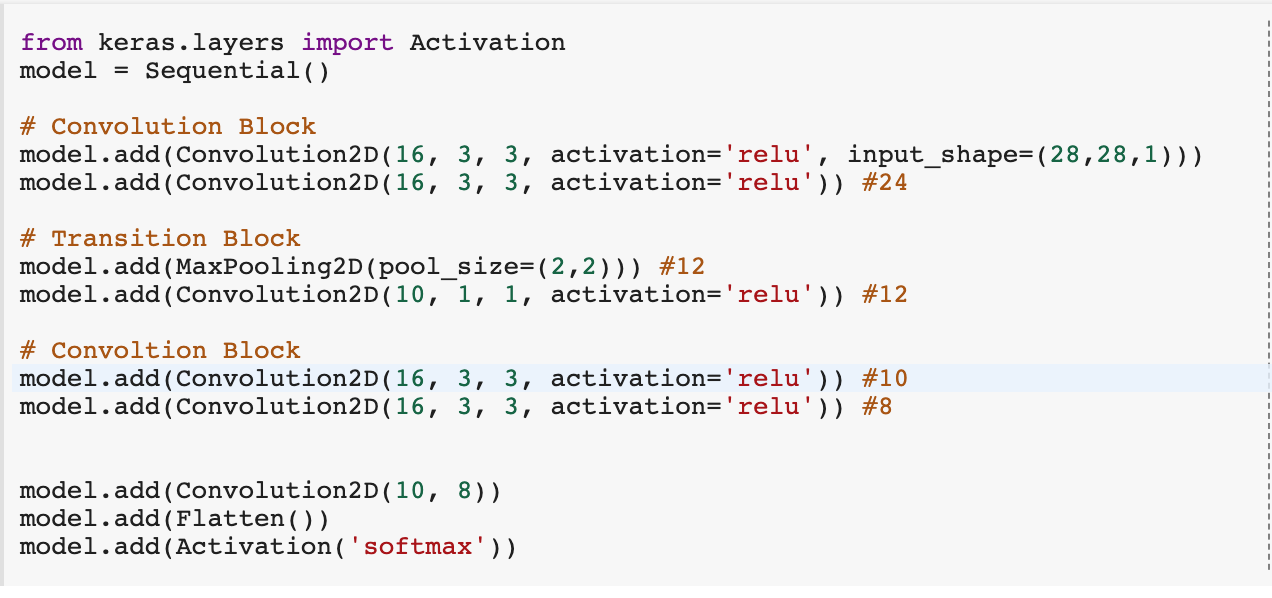 from keras.layers import Activation
model = Sequential()
# Convolution Block
model.add(Convolution2D(16, 3, 3, activation='relu', input_shape=(28,28,1)))
model.add(Convolution2D(16, 3, 3, activation='relu')) #24
# Transition Block
model.add(MaxPooling2D(pool_size=(2,2))) #12
model.add(Convolution2D(10, 1, 1, activation='relu')) #12
# Convoltion Block
model.add(Convolution2D(16, 3, 3, activation='relu')) #10
model.add(Convolution2D(16, 3, 3, activation='relu')) #8
model.add(Convolution2D(10, 8))
model.add(Flatten())
model.add(Activation('softmax'))